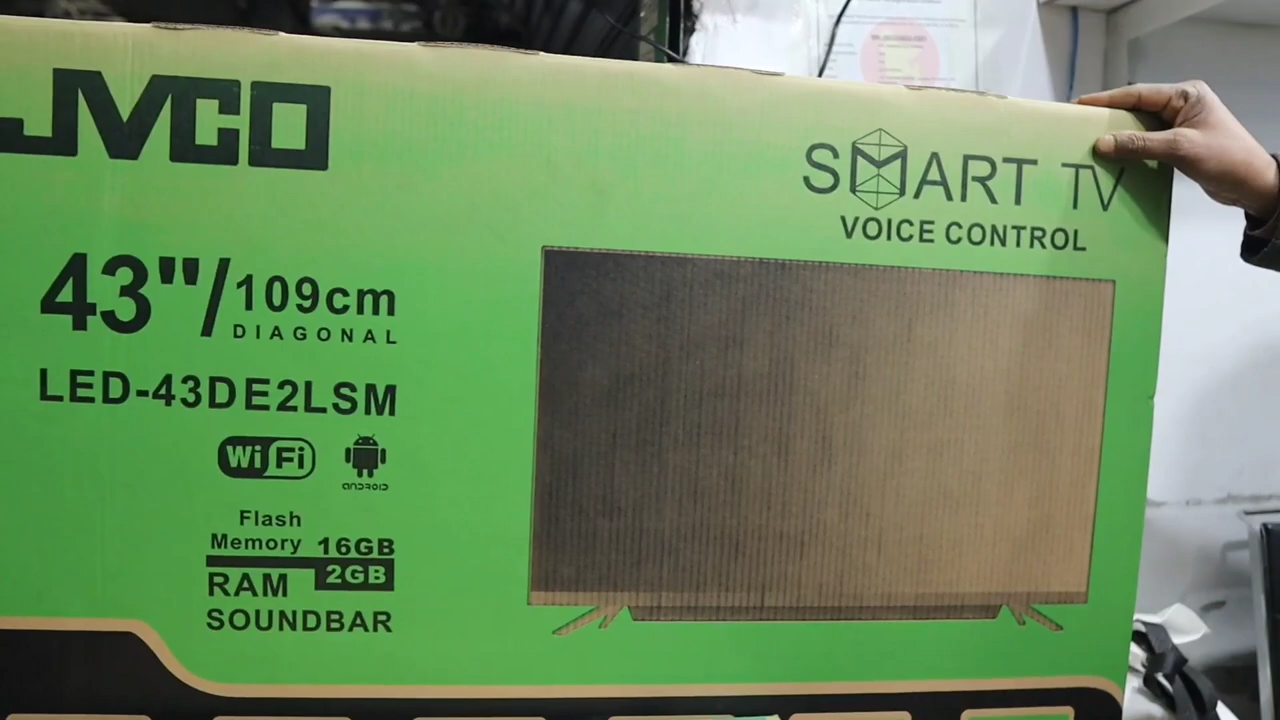 JVCO
SMART TV
VOICE CONTROL
43"/109cm
DIAGONAL
LED-43DE2LSM
WiFi
ANDROID
Flash
Memory 16GB
RAM 2GB
SOUNDBAR